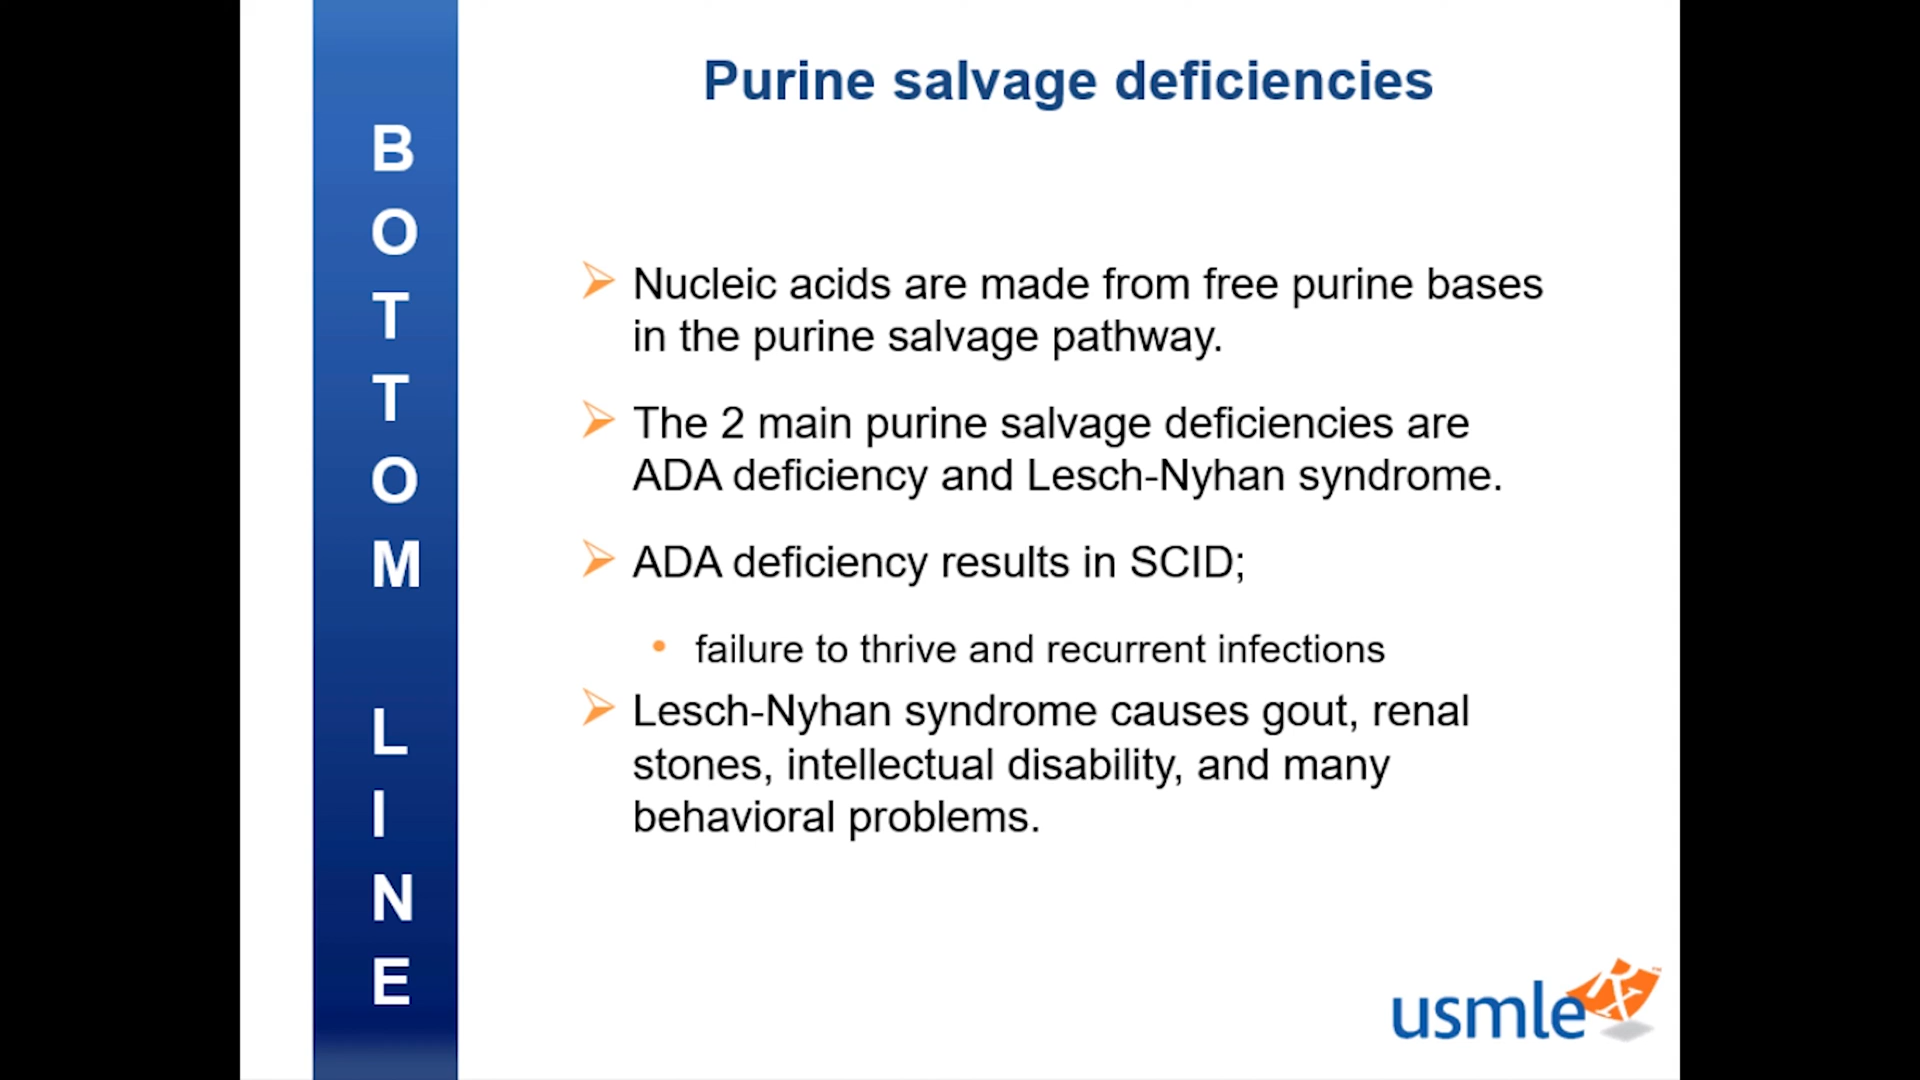 Purine salvage deficiencies
B
O
T
T
O
M
L
I
N
E
Nucleic acids are made from free purine bases
in the purine salvage pathway.
The 2 main purine salvage deficiencies are
ADA deficiency and Lesch-Nyhan syndrome.
ADA deficiency results in SCID;
failure to thrive and recurrent infections
Lesch-Nyhan syndrome causes gout, renal
stones, intellectual disability, and many
behavioral problems.
usmle Rx™